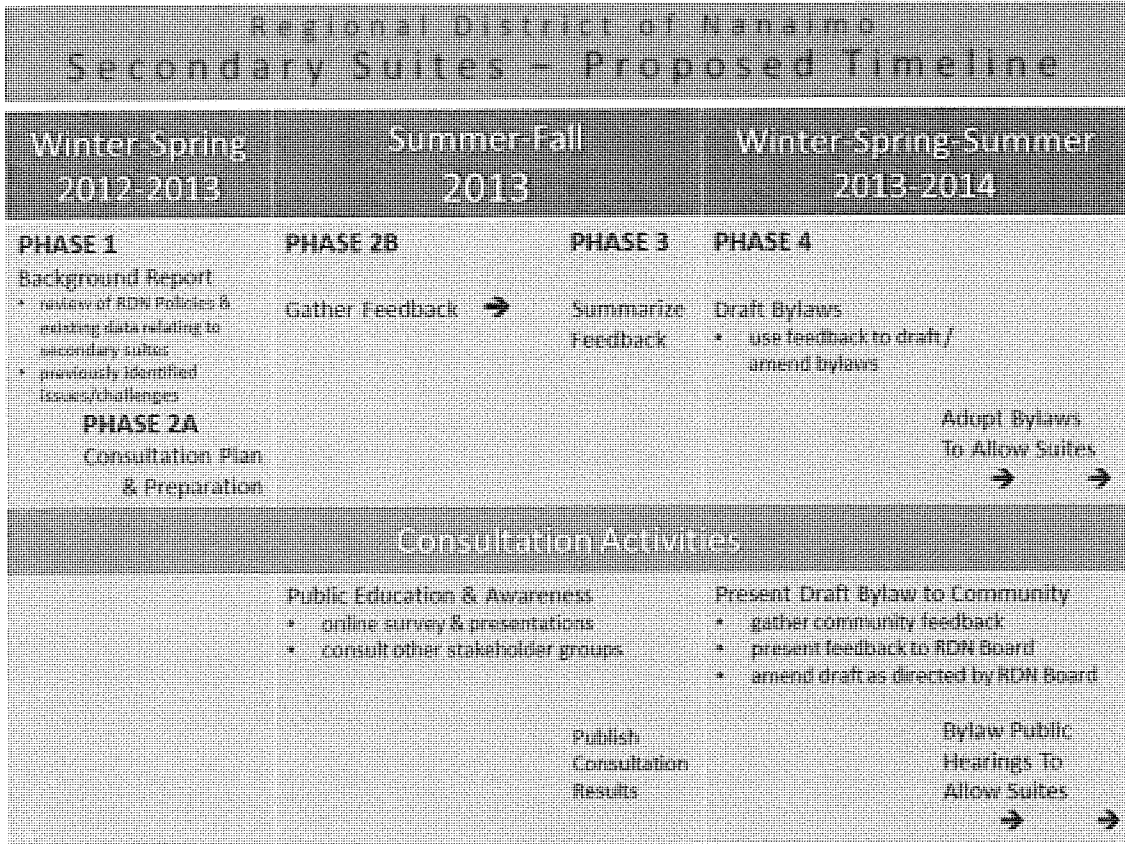 Regional District of Nanaimo
Secondary Suites – Proposed Timeline
Winter-Spring
2012-2013
Summer-Fall
2013
Winter-Spring-Summer
2013-2014
PHASE 1
Background Report
• review of RDN Policies &
existing data relating to
secondary suites
• previously identified
issues/challenges
PHASE 2A
Consultation Plan
& Preparation
PHASE 2B
Gather Feedback ➔
PHASE 3
Summarize
Feedback
PHASE 4
Draft Bylaws
• use feedback to draft/
amend bylaws
Adopt Bylaws
To Allow Suites
➔ ➔
Consultation Activities
Public Education & Awareness
• online survey & presentations
• consult other stakeholder groups
Publish
Consultation
Results
Present Draft Bylaw to Community
• gather community feedback
• present feedback to RDN Board
• amend draft as directed by RDN Board
Bylaw Public
Hearings To
Allow Suites
➔ ➔